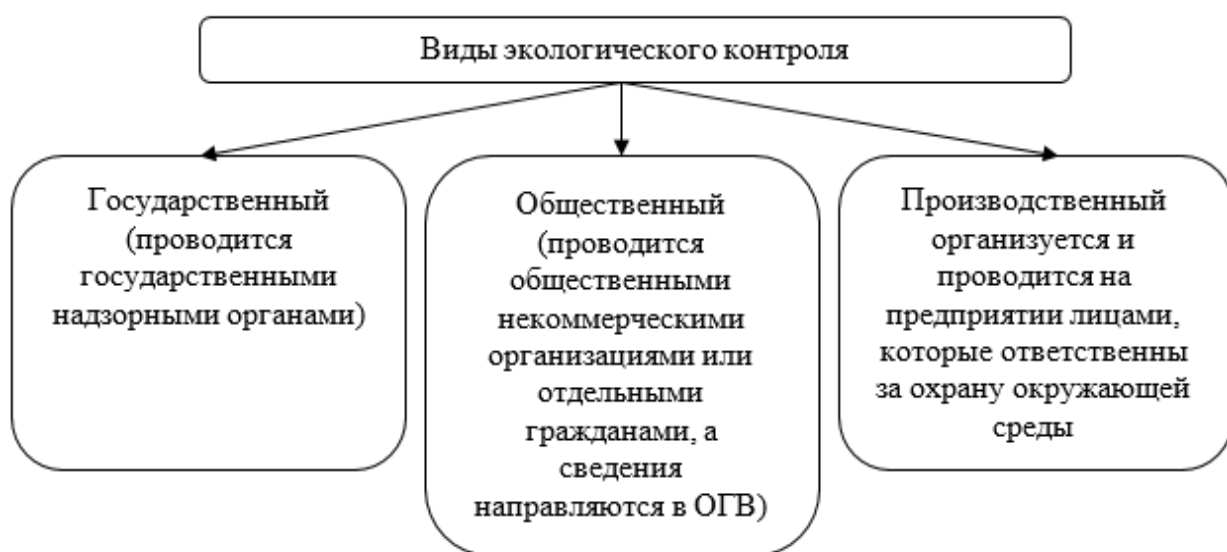 Виды экологического контроля
Государственный
(проводится
государственными
надзорными органами)
Общественный
(проводится
общественными
некоммерческими
организациями или
отдельными
гражданами, а
сведения
направляются в ОГВ)
Производственный
организуется и
проводится на
предприятии лицами,
которые ответственны
за охрану окружающей
среды